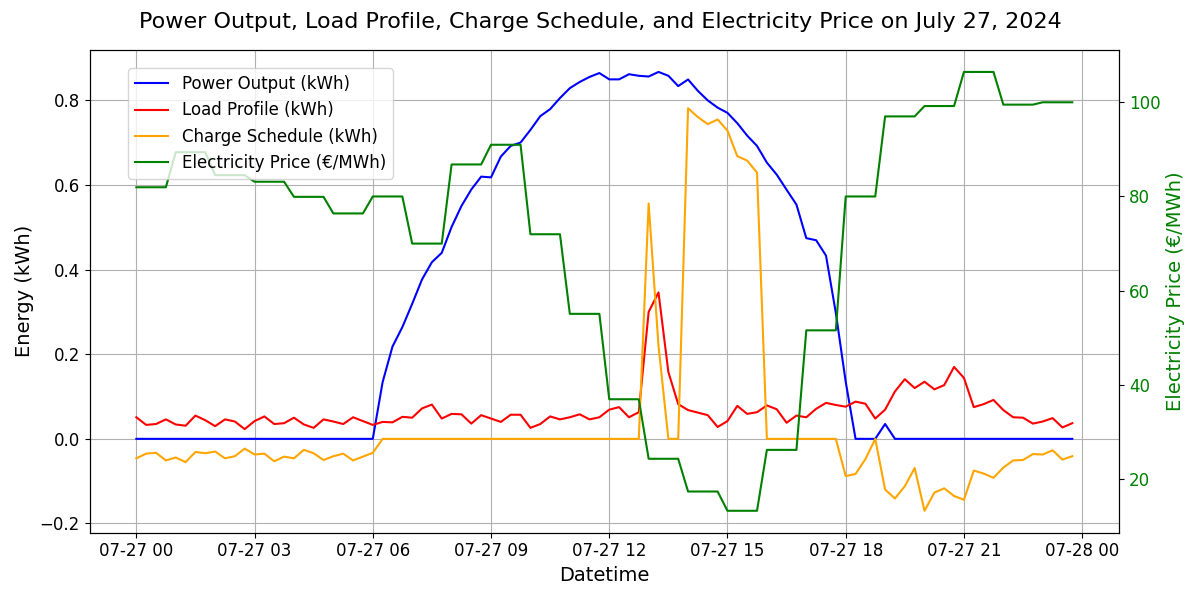 Power Output, Load Profile, Charge Schedule, and Electricity Price on July 27, 2024
Power Output (kWh)
Load Profile (kWh)
Charge Schedule (kWh)
Electricity Price (€/MWh)
Energy (kWh)
0.8
0.6
0.4
0.2
0.0
−0.2
100
80
60
40
20
Electricity Price (€/MWh)
07-27 00 07-27 03 07-27 06 07-27 09 07-27 12 07-27 15 07-27 18 07-27 21 07-28 00
Datetime